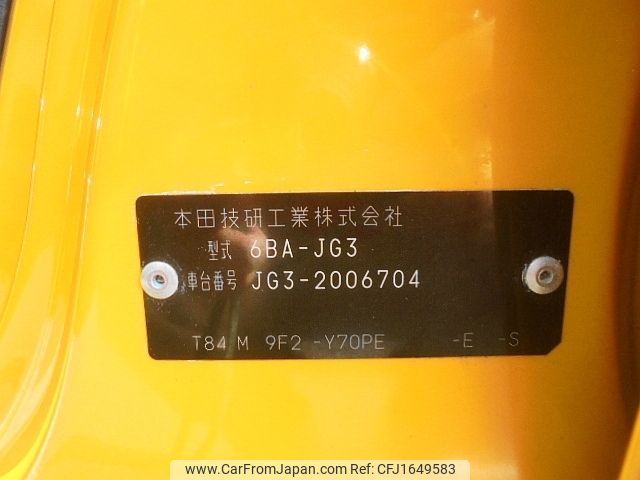 本田技研工業株式会社
型式 6BA-JG3
車台番号 JG3-2006704
T84 M 9F2 -Y70PE -E -S
www.CarFromJapan.com - CFJ1649583